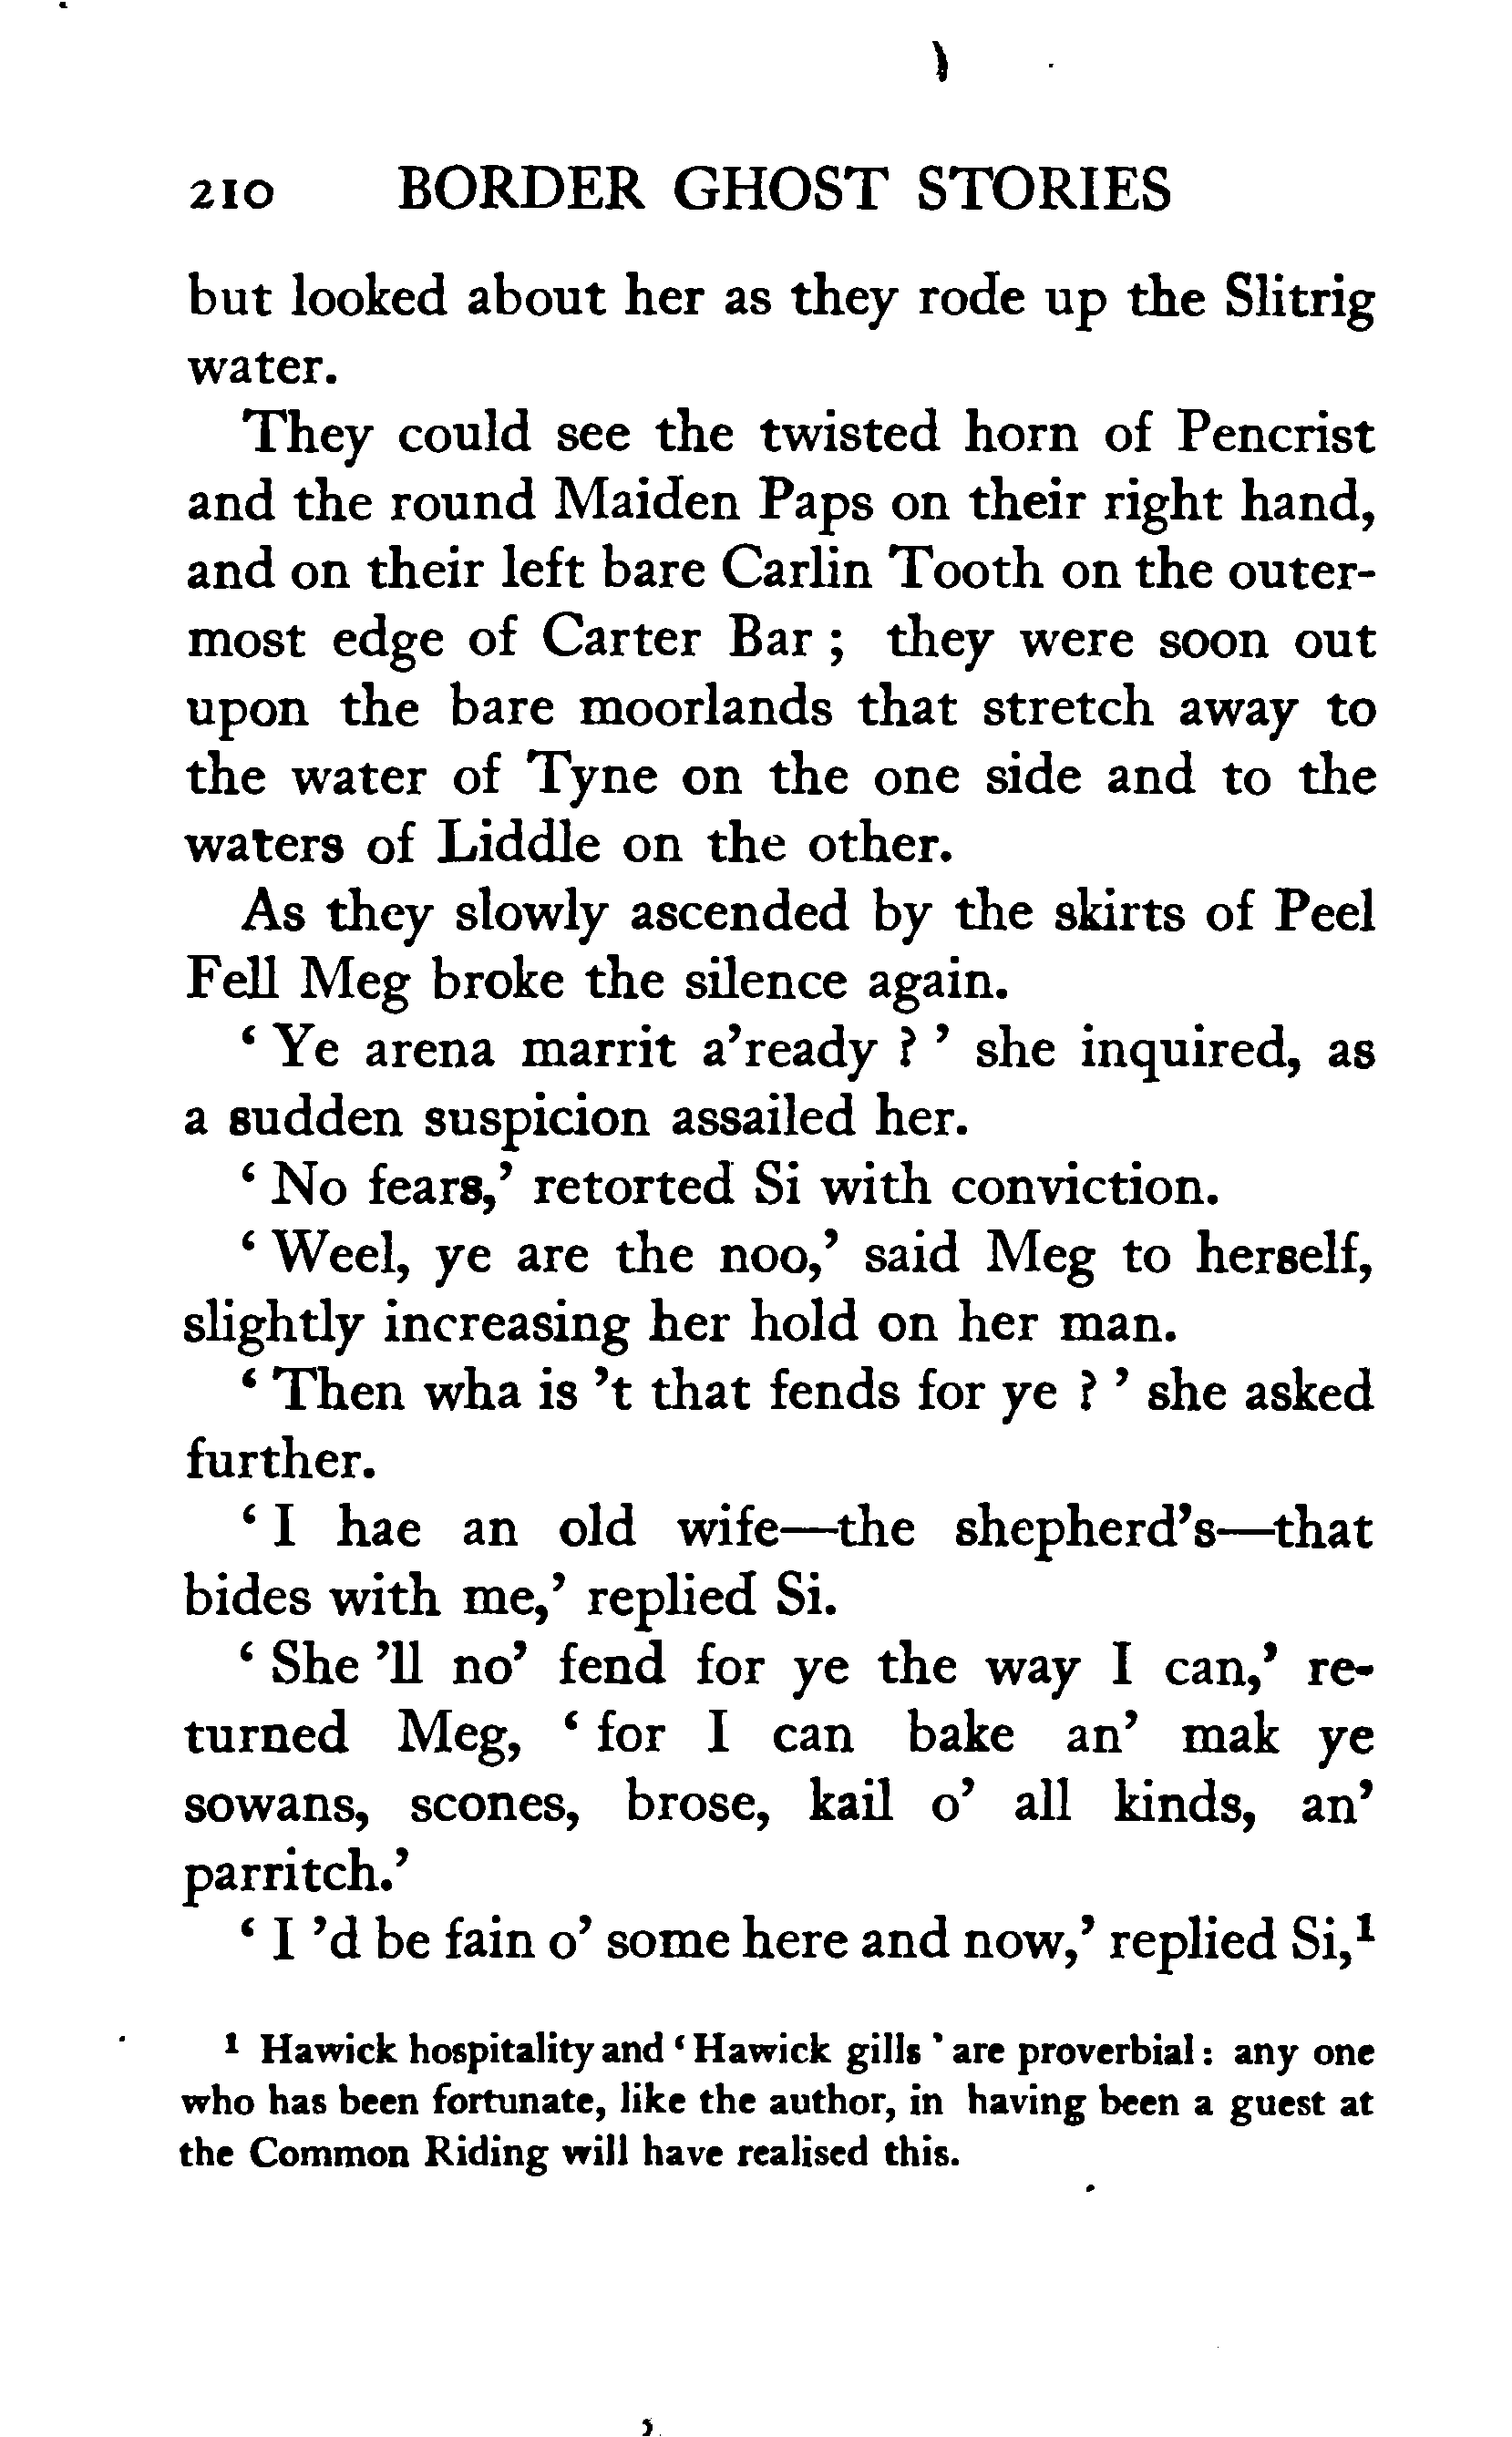 210 BORDER GHOST STORIES
but looked about her as they rode up the Slitrig
water.
They could see the twisted horn of Pencrist
and the round Maiden Paps on their right hand,
and on their left bare Carlin Tooth on the outer-
most edge of Carter Bar ; they were soon out
upon the bare moorlands that stretch away to
the water of Tyne on the one side and to the
waters of Liddle on the other.
As they slowly ascended by the skirts of Peel
Fell Meg broke the silence again.
‘ Ye arena marrit a’ready ? ’ she inquired, as
a sudden suspicion assailed her.
‘ No fears,’ retorted Si with conviction.
‘ Weel, ye are the noo,’ said Meg to herself,
slightly increasing her hold on her man.
‘ Then wha is ’t that fends for ye ? ’ she asked
further.
‘ I hae an old wife—the shepherd’s—that
bides with me,’ replied Si.
‘ She ’ll no’ fend for ye the way I can,’ re-
turned Meg, ‘ for I can bake an’ mak ye
sowans, scones, brose, kail o’ all kinds, an’
parritch.’
‘ I ’d be fain o’ some here and now,’ replied Si,¹
¹ Hawick hospitality and ‘ Hawick gills ’ are proverbial : any one
who has been fortunate, like the author, in having been a guest at
the Common Riding will have realised this.